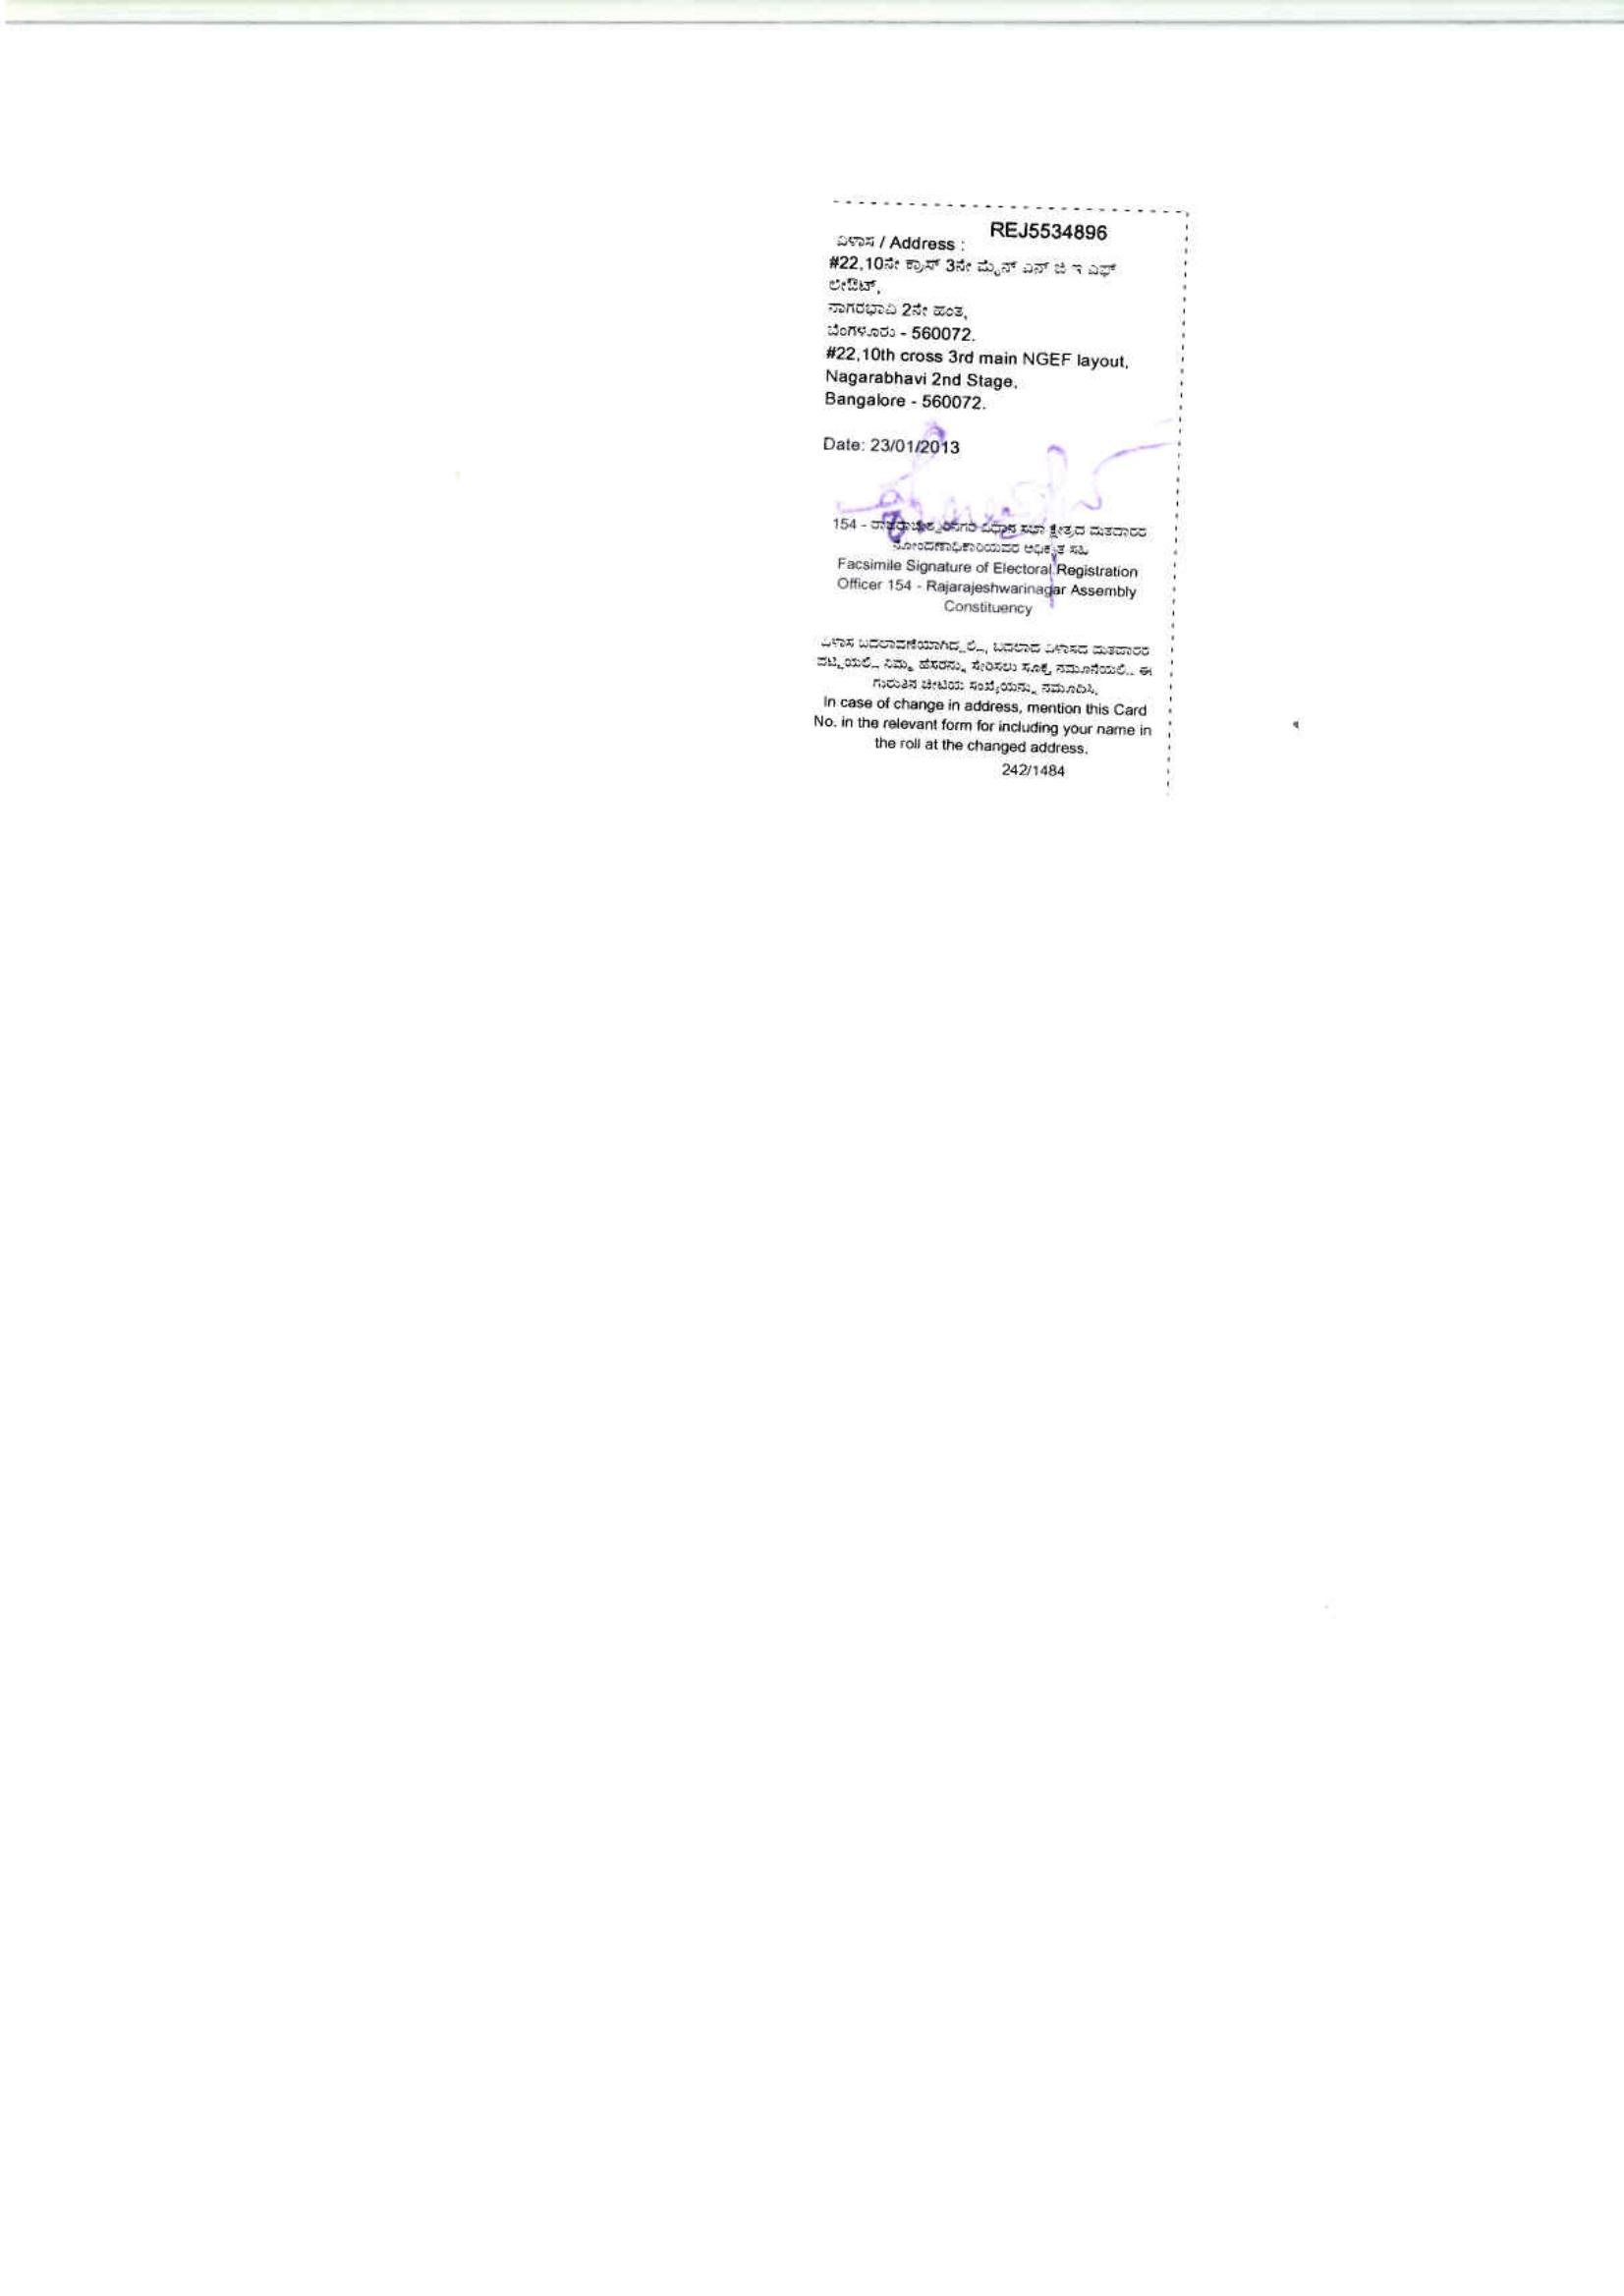 REJ5534896
ವಿಳಾಸ / Address :
#22,10ನೇ ಕ್ರಾಸ್ 3ನೇ ಮೈನ್ ಎನ್ ಜಿ ಇ ಎಫ್
ಲೇಔಟ್,
ನಾಗರಭಾವಿ 2ನೇ ಹಂತ,
ಬೆಂಗಳೂರು - 560072.
#22,10th cross 3rd main NGEF layout,
Nagarabhavi 2nd Stage,
Bangalore - 560072.
Date: 23/01/2013
154 - ರಾಜರಾಜೇಶ್ವರಿನಗರ ವಿಧಾನ ಸಭಾ ಕ್ಷೇತ್ರದ ಮತದಾರರ
ನೋಂದಣಾಧಿಕಾರಿಯವರ ಅಧಿಕೃತ ಸಹಿ
Facsimile Signature of Electoral Registration
Officer 154 - Rajarajeshwarinagar Assembly
Constituency
ವಿಳಾಸ ಬದಲಾವಣೆಯಾಗಿದ್ದಲ್ಲಿ, ಬದಲಾದ ವಿಳಾಸದ ಮತದಾರರ
ಪಟ್ಟಿಯಲ್ಲಿ ನಿಮ್ಮ ಹೆಸರನ್ನು ಸೇರಿಸಲು ಸೂಕ್ತ ನಮೂನೆಯಲ್ಲಿ ಈ
ಗುರುತಿನ ಚೀಟಿಯ ಸಂಖ್ಯೆಯನ್ನು ನಮೂದಿಸಿ.
In case of change in address, mention this Card
No. in the relevant form for including your name in
the roll at the changed address.
242/1484